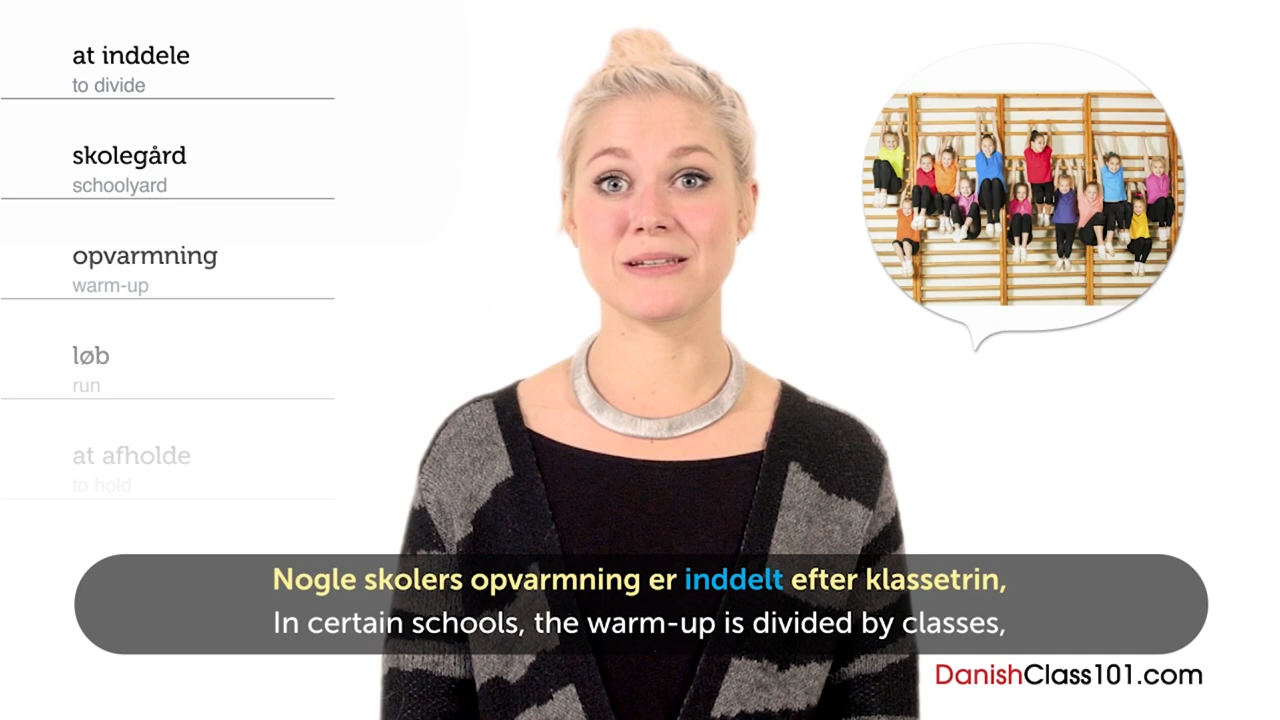 at inddele
to divide
skolegård
schoolyard
opvarmning
warm-up
løb
run
at afholde
to hold
Nogle skolers opvarmning er inddelt efter klassetrin,
In certain schools, the warm-up is divided by classes,
DanishClass101.com